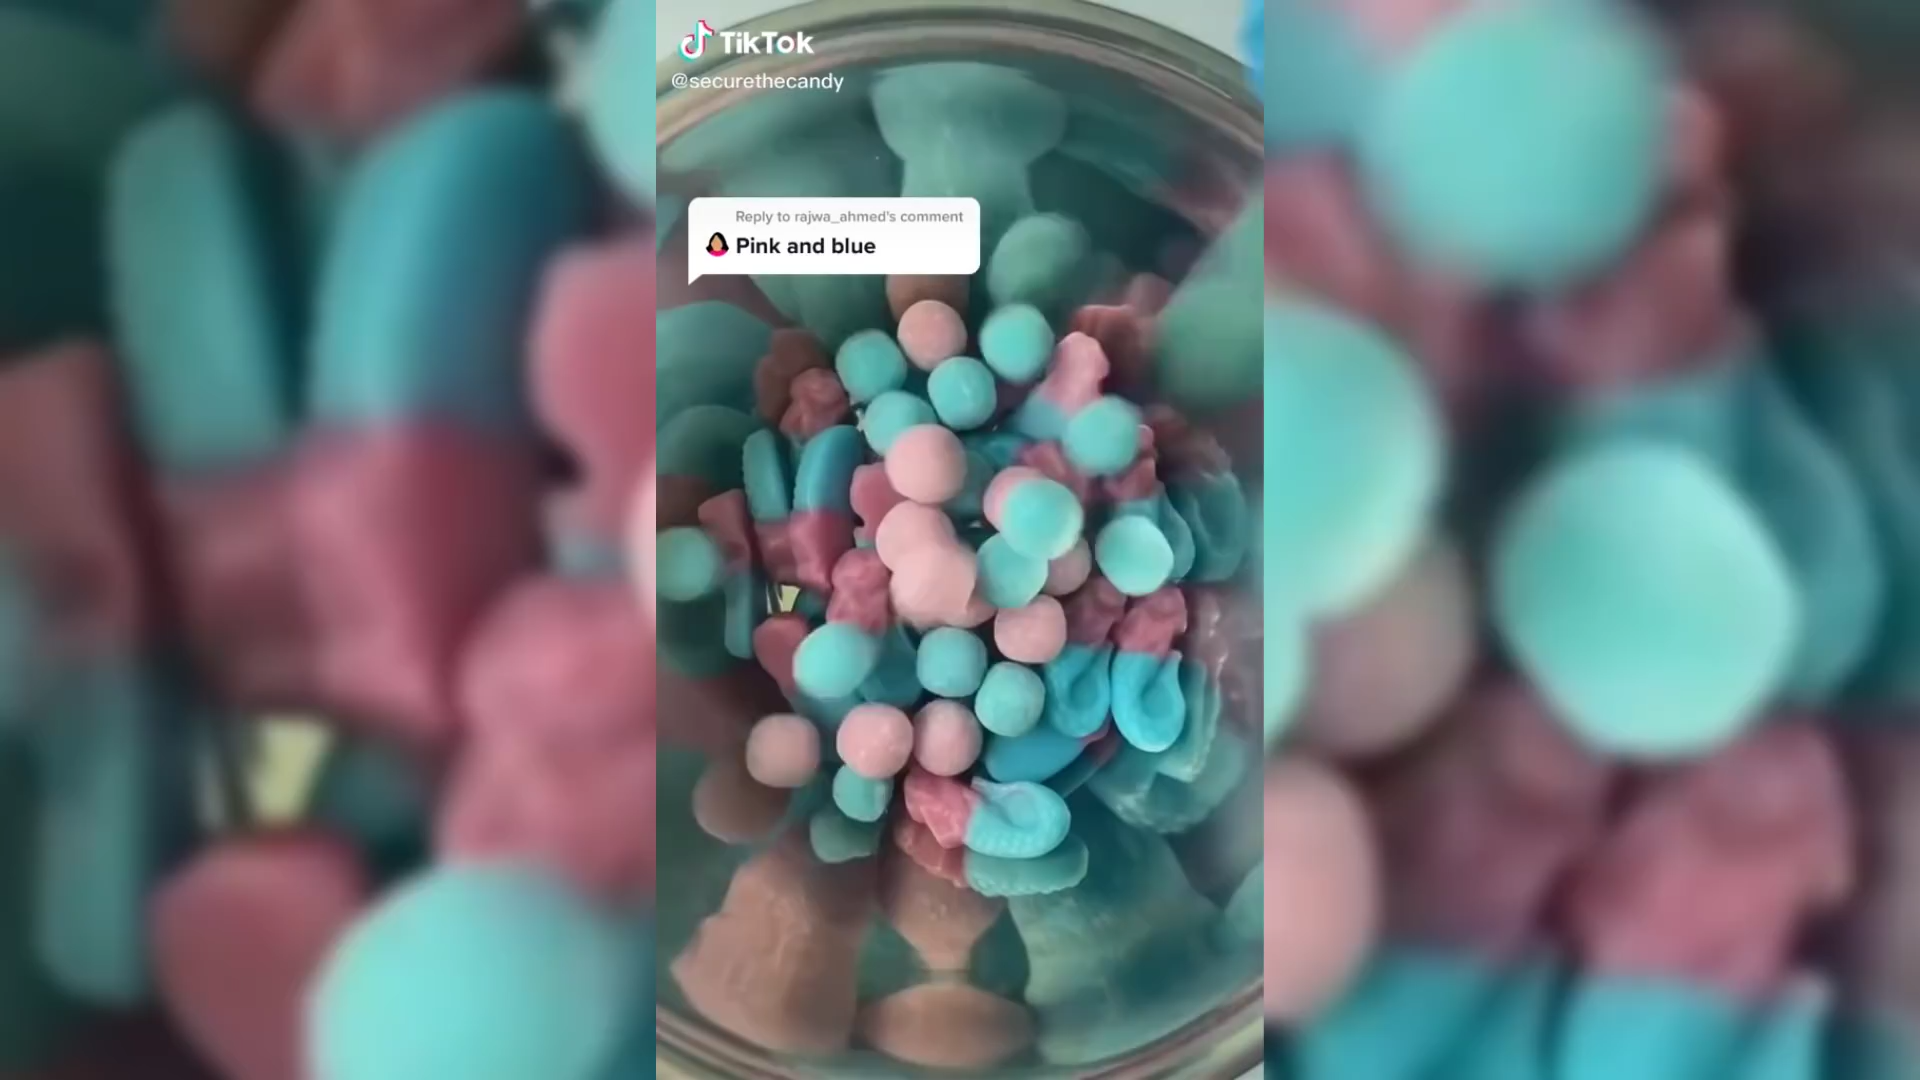 TikTok
@securethecandy
Reply to rajwa_ahmed's comment
Pink and blue